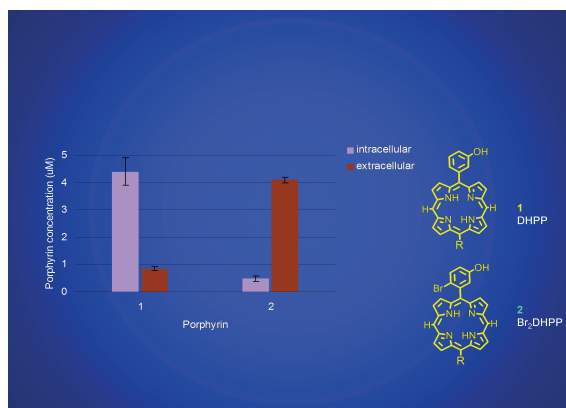 5
4
3
2
1
0
Porphyrin concentration (uM)
1
2
Porphyrin
intracellular
extracellular
OH
NH
N
H
H
N
HN
R
1
DHPP
OH
Br
NH
N
H
H
N
HN
R
2
Br₂DHPP